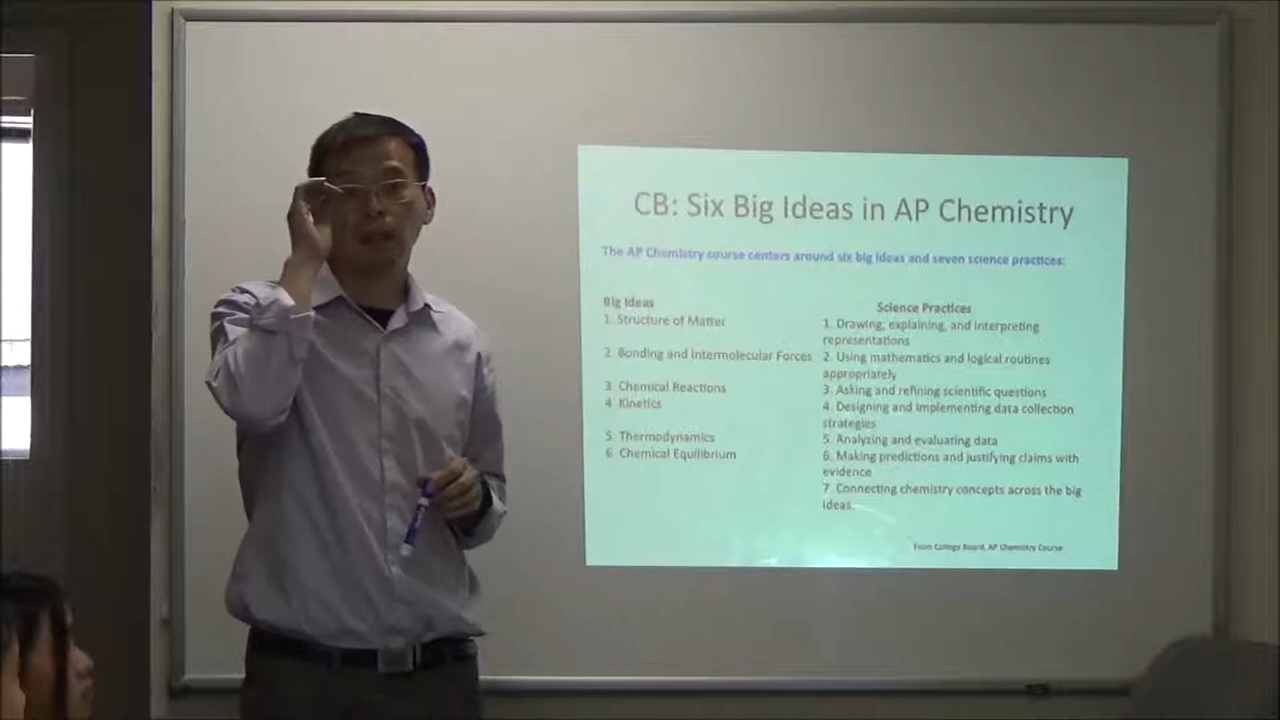 CB: Six Big Ideas in AP Chemistry
The AP Chemistry course centers around six big ideas and seven science practices:
Big Ideas
1. Structure of Matter
2. Bonding and Intermolecular Forces
3. Chemical Reactions
4. Kinetics
5. Thermodynamics
6. Chemical Equilibrium
Science Practices
1. Drawing, explaining, and interpreting
representations
2. Using mathematics and logical routines
appropriately
3. Asking and refining scientific questions
4. Designing and implementing data collection
strategies
5. Analyzing and evaluating data
6. Making predictions and justifying claims with
evidence
7. Connecting chemistry concepts across the big
ideas.
From College Board, AP Chemistry Course